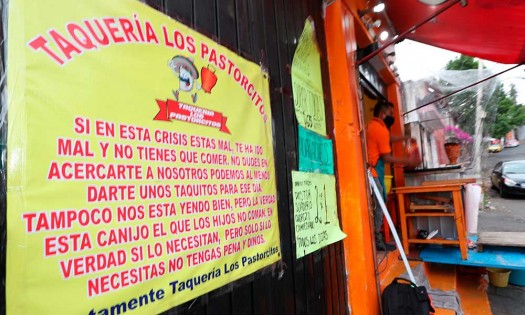 TAQUERÍA LOS PASTORCITOS
TAQUERÍA
LOS
PASTORCITOS
SI EN ESTA CRISIS ESTAS MAL, TE HA IDO
MAL Y NO TIENES QUE COMER. NO DUDES EN
ACERCARTE A NOSOTROS PODEMOS AL MENOS
DARTE UNOS TAQUITOS PARA ESE DIA.
TAMPOCO NOS ESTA YENDO BIEN, PERO LA VERDAD
ESTA CANIJO EL QUE LOS HIJOS NO COMAN. EN
VERDAD SI LO NECESITAN, PERO SOLO SI LO
NECESITAS NO TENGAS PENA Y DINOS.
tamente Taquería Los Pastorcitos